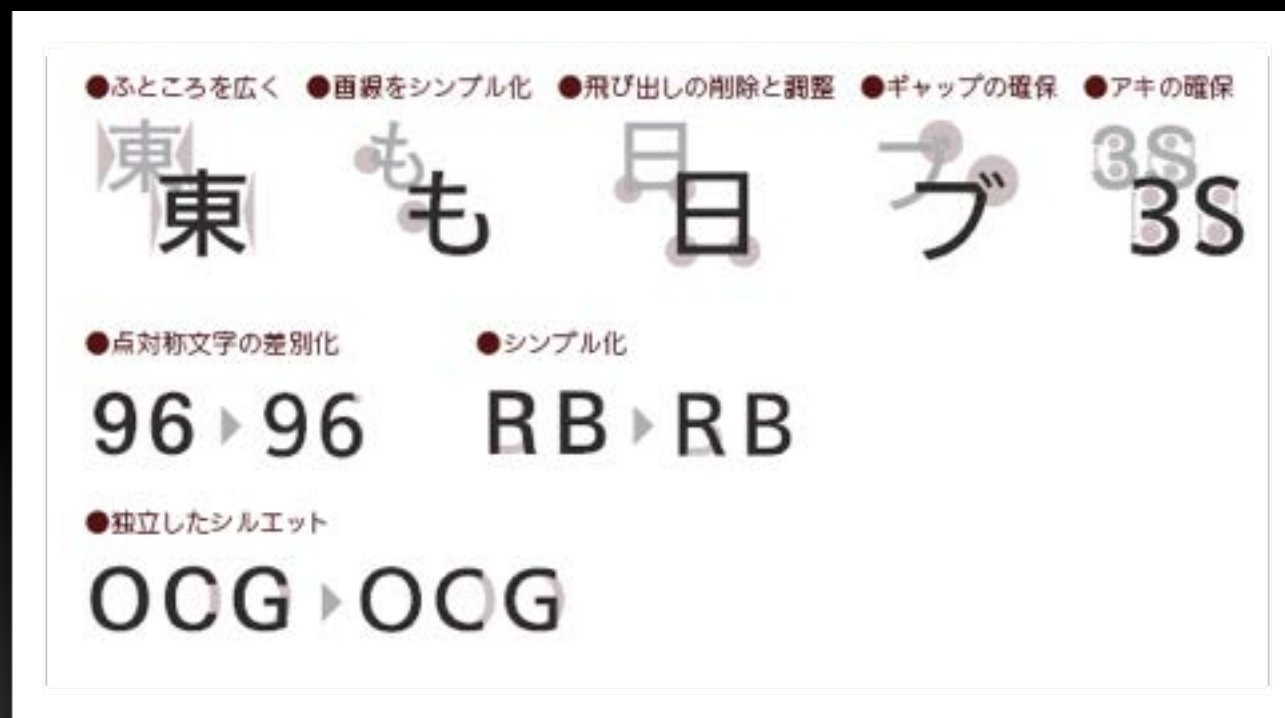 ●ふところを広く ●画線をシンプル化 ●飛び出しの削除と調整 ●ギャップの確保 ●アキの確保
東 も 日 ブ 3S
東 も 日 ブ 3S
●点対称文字の差別化 ●シンプル化
96 ▶ 96 RB ▶ RB
●独立したシルエット
OCG ▶ OCG